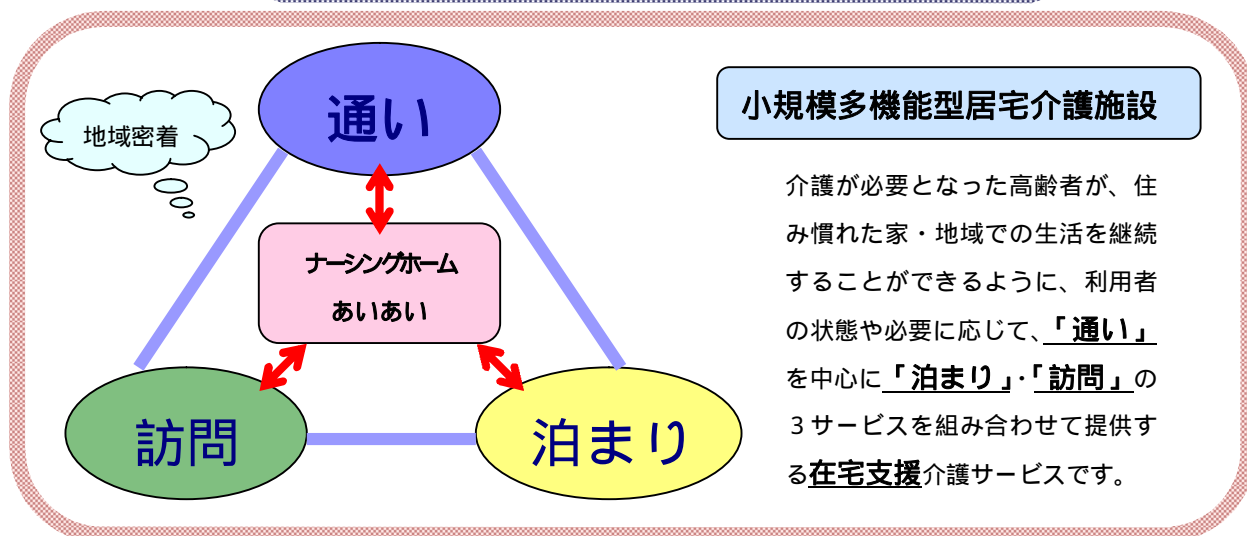 通い
地域密着
ナーシングホーム
あいあい
訪問
泊まり
小規模多機能型居宅介護施設
介護が必要となった高齢者が、住
み慣れた家・地域での生活を継続
することができるように、利用者
の状態や必要に応じて、「通い」
を中心に「泊まり」・「訪問」の
３サービスを組み合わせて提供す
る在宅支援介護サービスです。